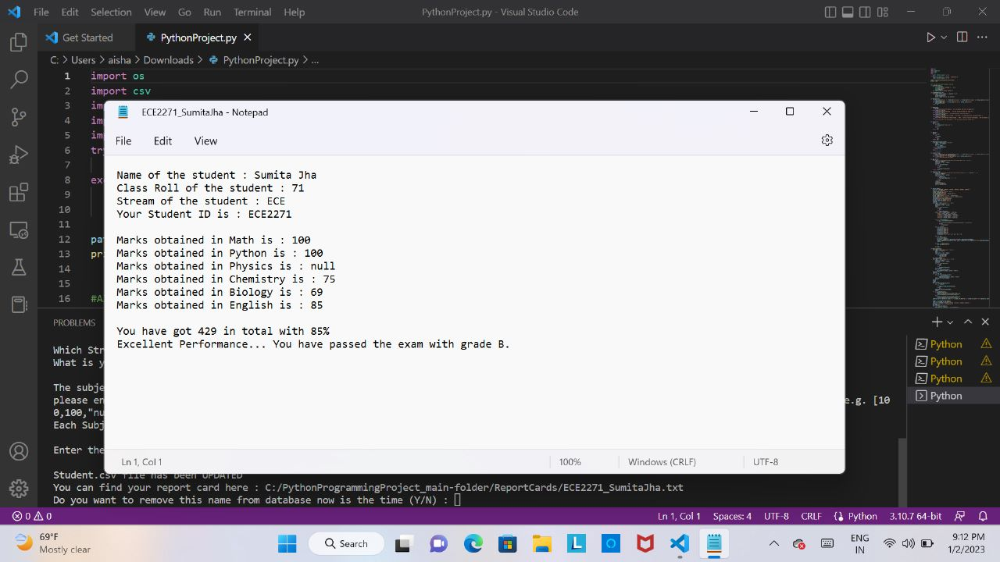 File Edit Selection View Go Run Terminal Help PythonProject.py - Visual Studio Code
Get Started PythonProject.py
C: > Users > aisha > Downloads > PythonProject.py > ...
1 import os
2 import csv
3 im
4 im
5 im
6 tr
7
8 ex
9
10
11
12 pat
13 pri
14
15
16 #A
ECE2271_SumitaJha - Notepad
File Edit View
Name of the student : Sumita Jha
Class Roll of the student : 71
Stream of the student : ECE
Your Student ID is : ECE2271
Marks obtained in Math is : 100
Marks obtained in Python is : 100
Marks obtained in Physics is : null
Marks obtained in Chemistry is : 75
Marks obtained in Biology is : 69
Marks obtained in English is : 85
You have got 429 in total with 85%
Excellent Performance... You have passed the exam with grade B.
Ln 1, Col 1 100% Windows (CRLF) UTF-8
PROBLEMS
Python
Python
Python
Python
Which Str
What is y
The subje
please en e.g. [10
0,100,"nu
Each Subj
Enter the
Student.csv file has been UPDATED
You can find your report card here : C:/PythonProgrammingProject_main-folder/ReportCards/ECE2271_SumitaJha.txt
Do you want to remove this name from database now is the time (Y/N) :
0 0 Ln 1, Col 1 Spaces: 4 UTF-8 CRLF Python 3.10.7 64-bit
69°F
Mostly clear
Search
ENG
IN
9:12 PM
1/2/2023